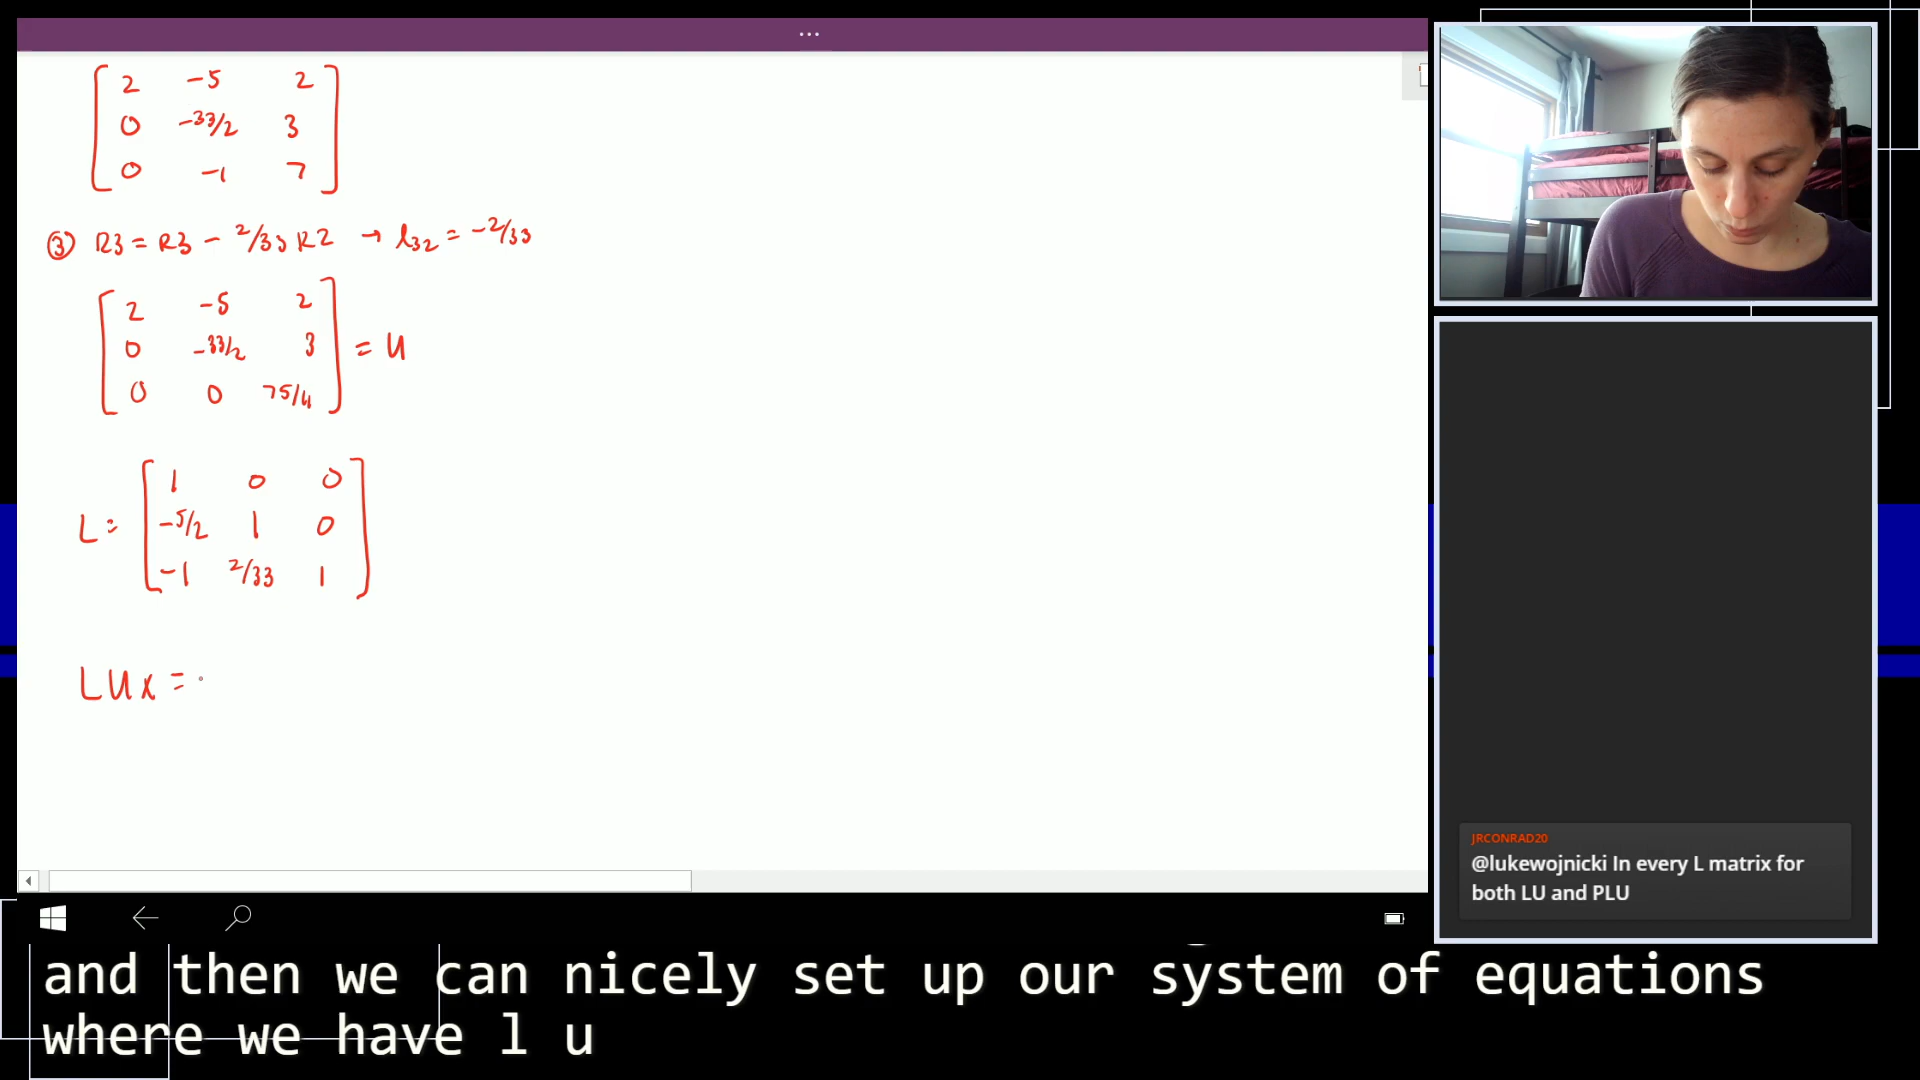 ...
2 -5 2
0 -33/2 3
0 -1 7
③ R3 = R3 - 2/33 R2 → l32 = -2/33
2 -5 2
0 -33/2 3 = U
0 0 75/11
1 0 0
L = -5/2 1 0
-1 2/33 1
LUx =
JRCONRAD20
@lukewojnicki In every L matrix for
both LU and PLU
and then we can nicely set up our system of equations
where we have l u